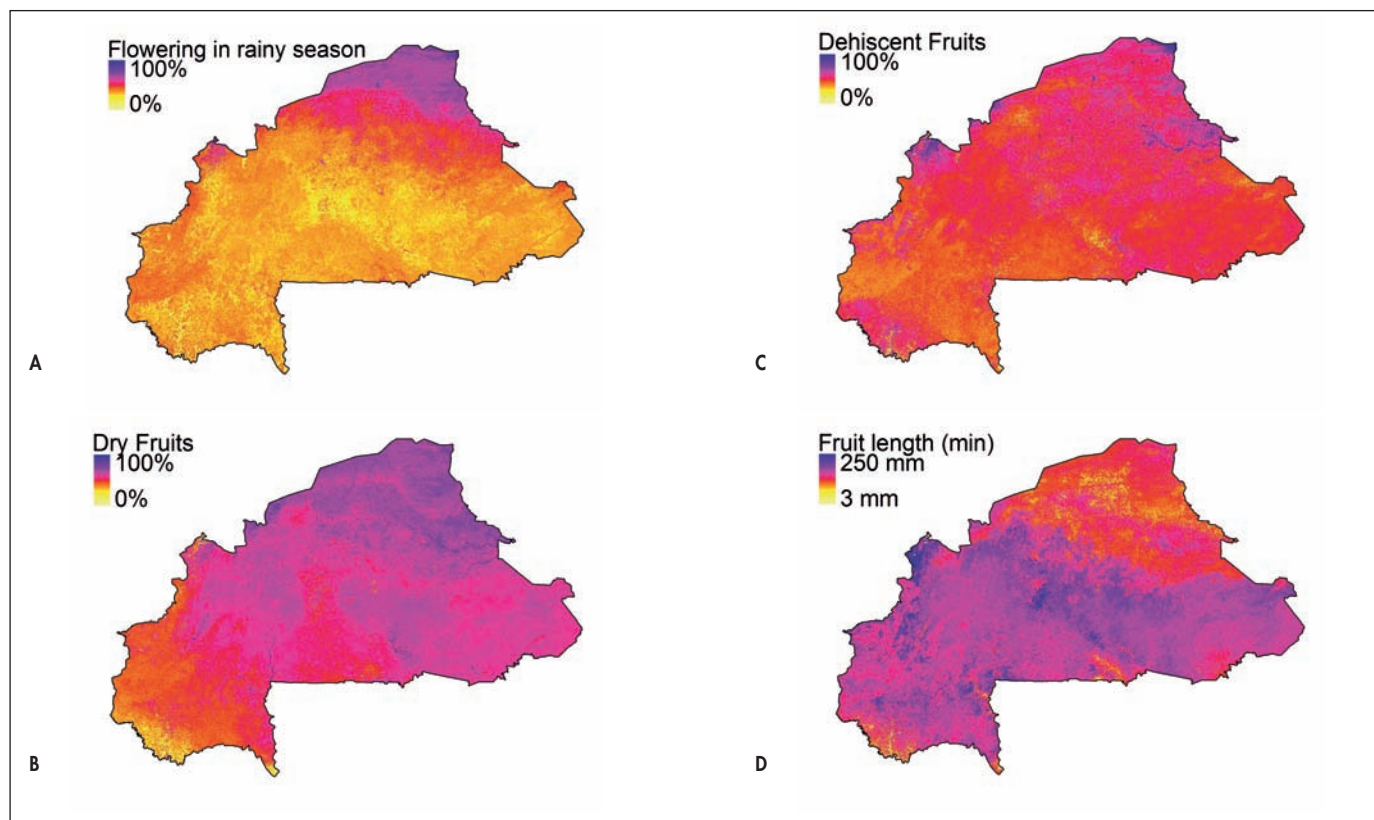 Flowering in rainy season
100%
0%
A
Dehiscent Fruits
100%
0%
C
Dry Fruits
100%
0%
B
Fruit length (min)
250 mm
3 mm
D